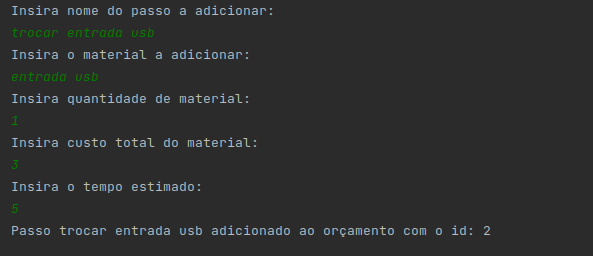 Insira nome do passo a adicionar:
trocar entrada usb
Insira o material a adicionar:
entrada usb
Insira quantidade de material:
1
Insira custo total do material:
3
Insira o tempo estimado:
5
Passo trocar entrada usb adicionado ao orçamento com o id: 2